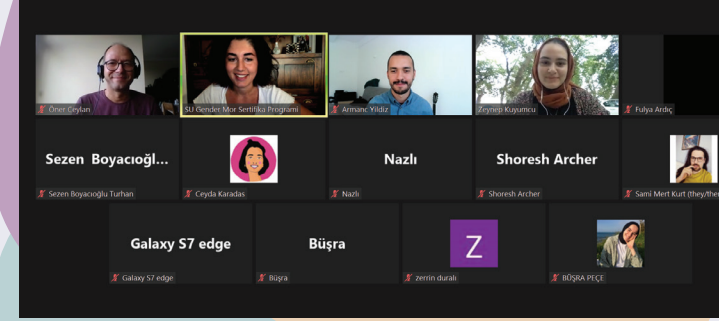 Öner Ceylan
SU Gender Mor Sertifika Programi
Armanc Yildiz
Zeynep Kuyumcu
Fulya Ardıç
Sezen Boyacıoğl...
Nazlı
Shoresh Archer
Sezen Boyacıoğlu Turhan
Ceyda Karadas
Nazlı
Shoresh Archer
Sami Mert Kurt (they/the
Galaxy S7 edge
Büşra
Z
Galaxy S7 edge
Büşra
zerrin duralı
BÜŞRA PEÇE